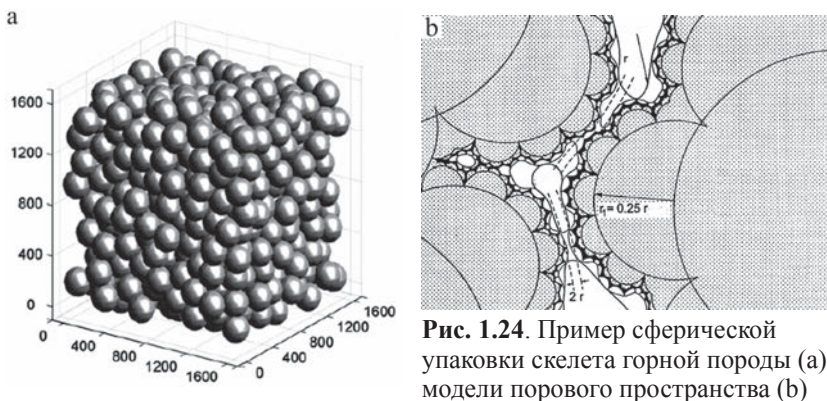 a
1600
1200
800
400
0
0
400
800
1200
1600
0
400
800
1200
1600
b
r
r₁= 0.25 r
2 r
Рис. 1.24. Пример сферической
упаковки скелета горной породы (a)
модели порового пространства (b)